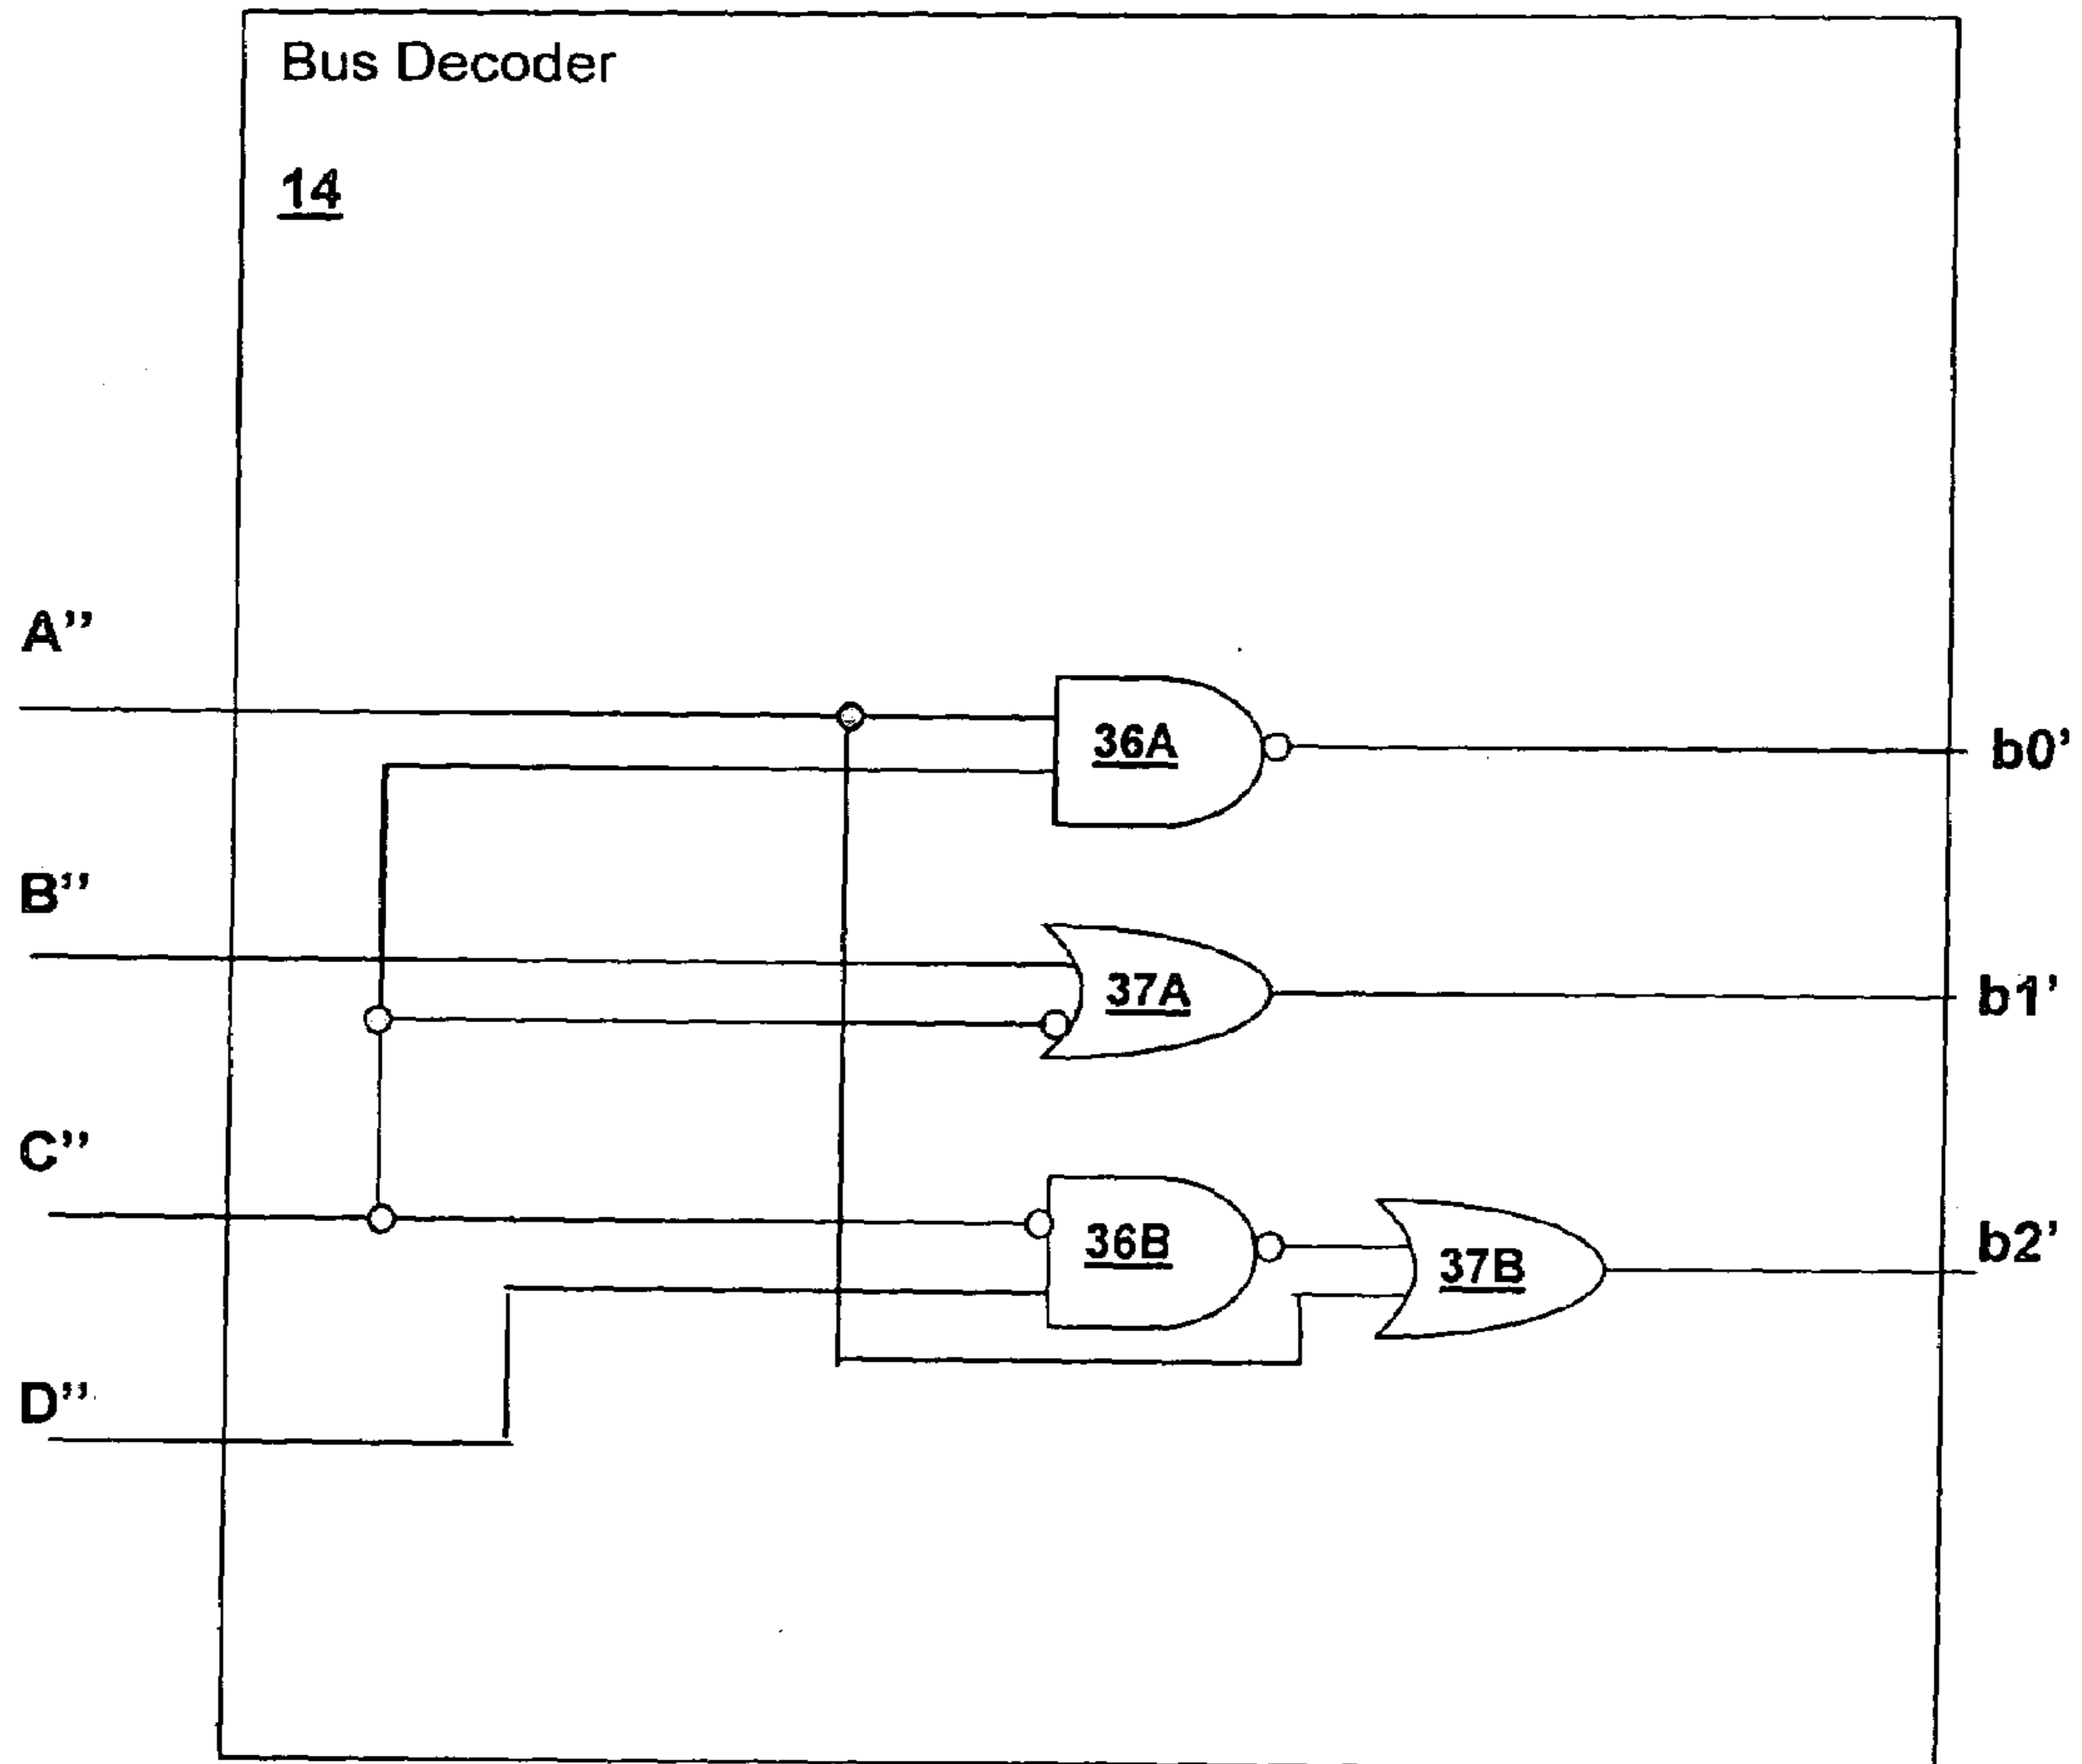 Bus Decoder
14
A’’
36A
b0’
B’’
37A
b1’
C’’
36B
37B
b2’
D’’